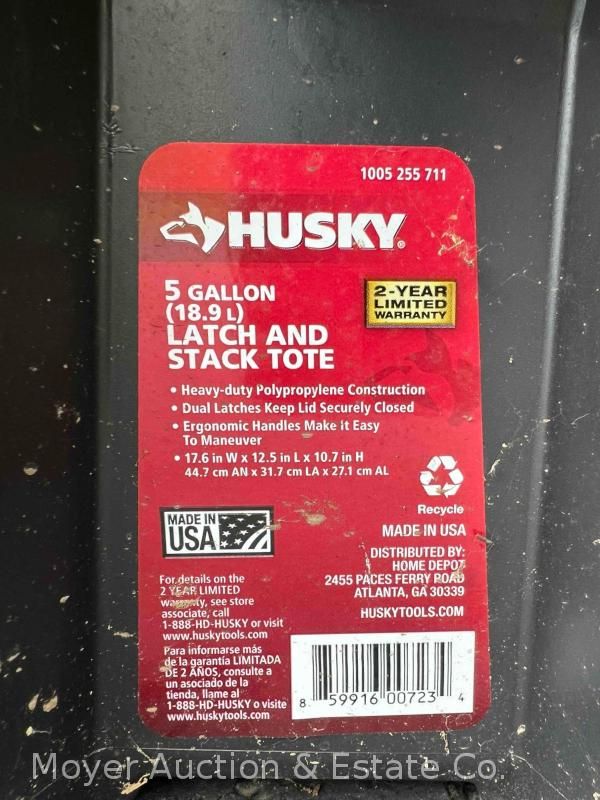 1005 255 711
HUSKY®
5 GALLON
(18.9 L)
LATCH AND
STACK TOTE
2-YEAR
LIMITED
WARRANTY
• Heavy-duty Polypropylene Construction
• Dual Latches Keep Lid Securely Closed
• Ergonomic Handles Make it Easy
To Maneuver
• 17.6 in W x 12.5 in L x 10.7 in H
44.7 cm AN x 31.7 cm LA x 27.1 cm AL
Recycle
MADE IN
USA
MADE IN USA
DISTRIBUTED BY:
HOME DEPOT
2455 PACES FERRY ROAD
ATLANTA, GA 30339
HUSKYTOOLS.COM
For details on the
2 YEAR LIMITED
warranty, see store
associate, call
1-888-HD-HUSKY or visit
www.huskytools.com
Para informarse más
de la garantía LIMITADA
DE 2 AÑOS, consulte a
un asociado de la
tienda, llame al
1-888-HD-HUSKY o visite
www.huskytools.com
8 59916 00723 4
Moyer Auction & Estate Co.